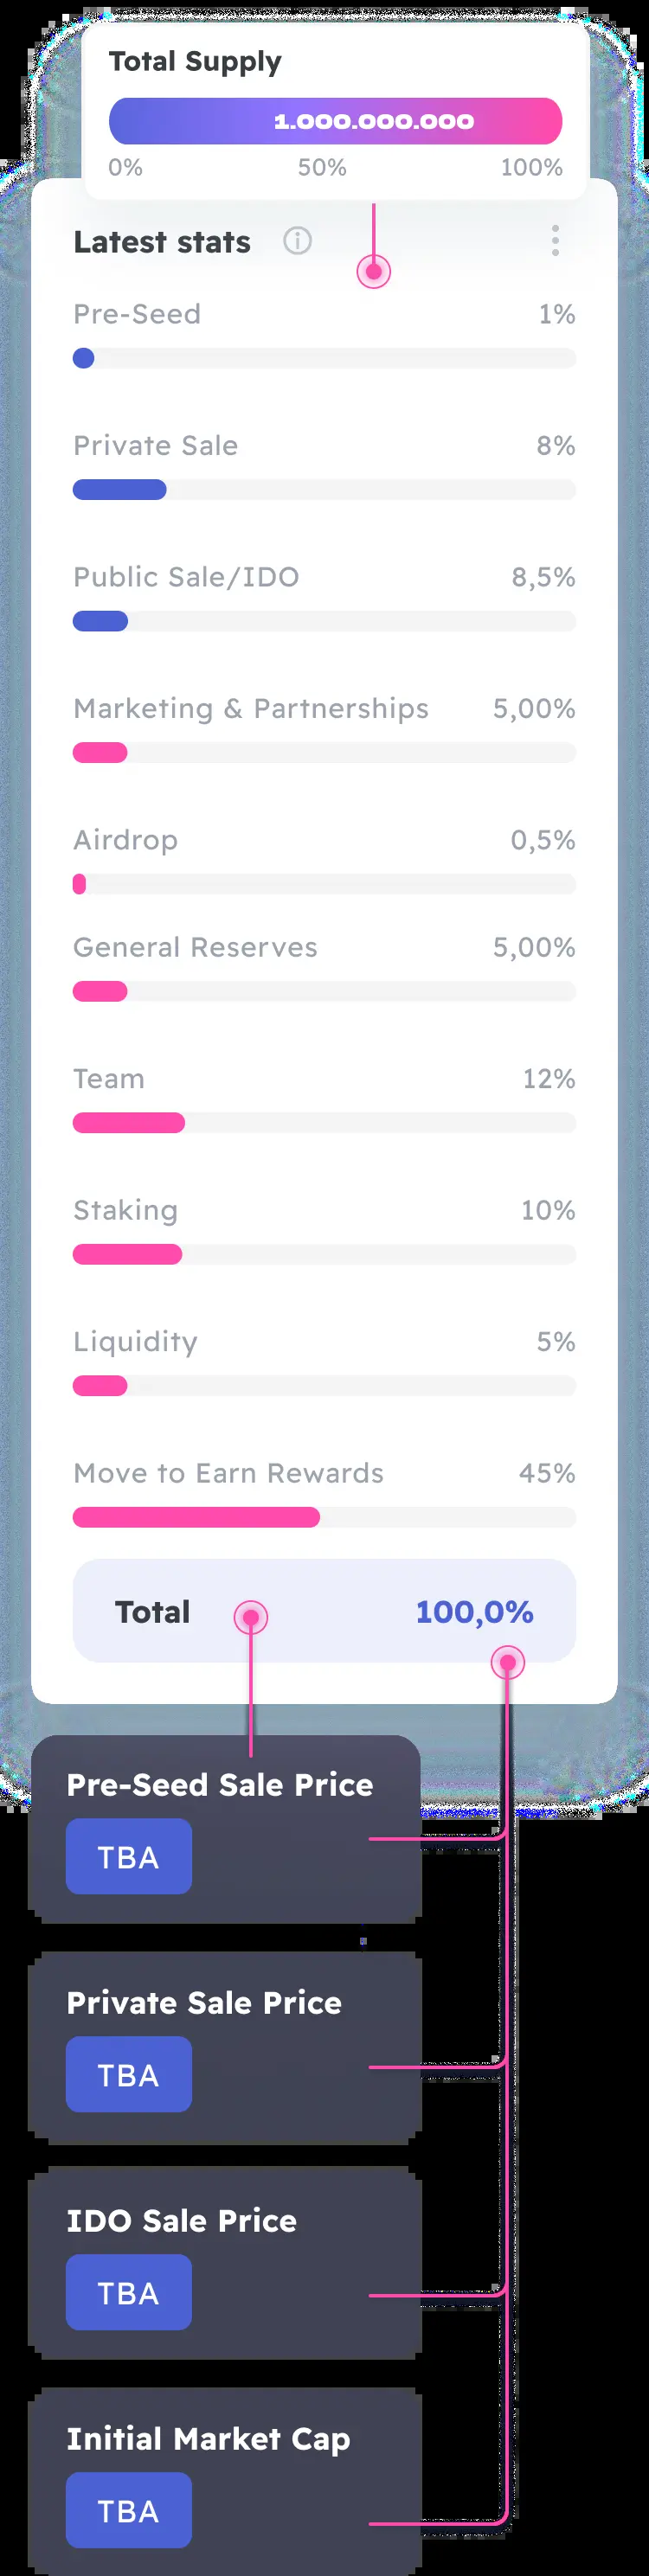 Total Supply
1.000.000.000
0% 50% 100%
Latest stats
Pre-Seed 1%
Private Sale 8%
Public Sale/IDO 8,5%
Marketing & Partnerships 5,00%
Airdrop 0,5%
General Reserves 5,00%
Team 12%
Staking 10%
Liquidity 5%
Move to Earn Rewards 45%
Total 100,0%
Pre-Seed Sale Price
TBA
Private Sale Price
TBA
IDO Sale Price
TBA
Initial Market Cap
TBA